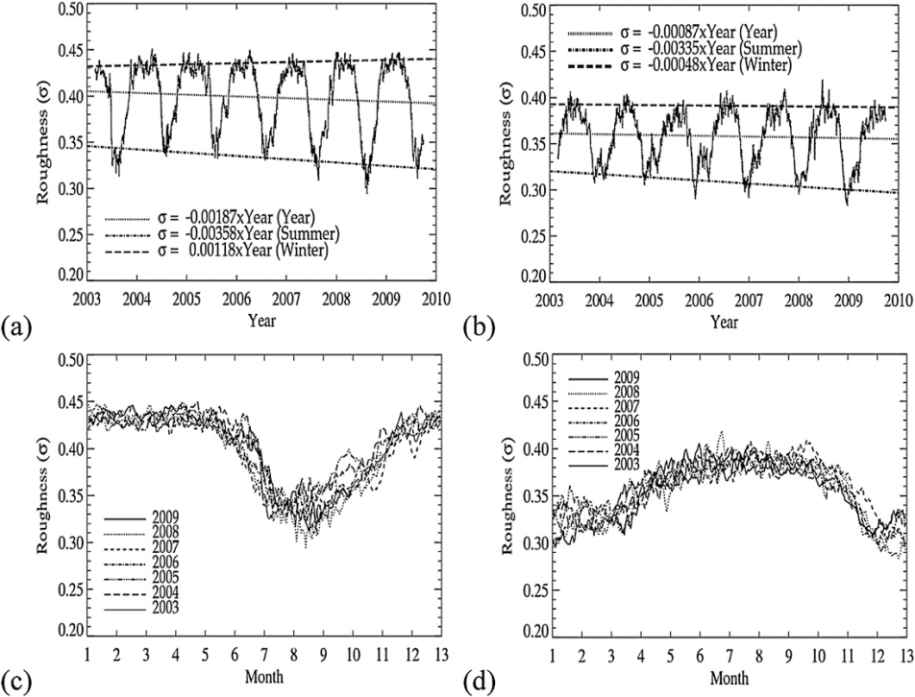 0.50
0.45
0.40
0.35
0.30
0.25
0.20
Roughness (σ)
σ = -0.00187xYear (Year)
σ = -0.00358xYear (Summer)
σ = 0.00118xYear (Winter)
2003 2004 2005 2006 2007 2008 2009 2010
Year
(a)
0.50
0.45
0.40
0.35
0.30
0.25
0.20
Roughness (σ)
σ = -0.00087xYear (Year)
σ = -0.00335xYear (Summer)
σ = -0.00048xYear (Winter)
2003 2004 2005 2006 2007 2008 2009 2010
Year
(b)
0.50
0.45
0.40
0.35
0.30
0.25
0.20
Roughness (σ)
2009
2008
2007
2006
2005
2004
2003
1 2 3 4 5 6 7 8 9 10 11 12 13
Month
(c)
0.50
0.45
0.40
0.35
0.30
0.25
0.20
Roughness (σ)
2009
2008
2007
2006
2005
2004
2003
1 2 3 4 5 6 7 8 9 10 11 12 13
Month
(d)